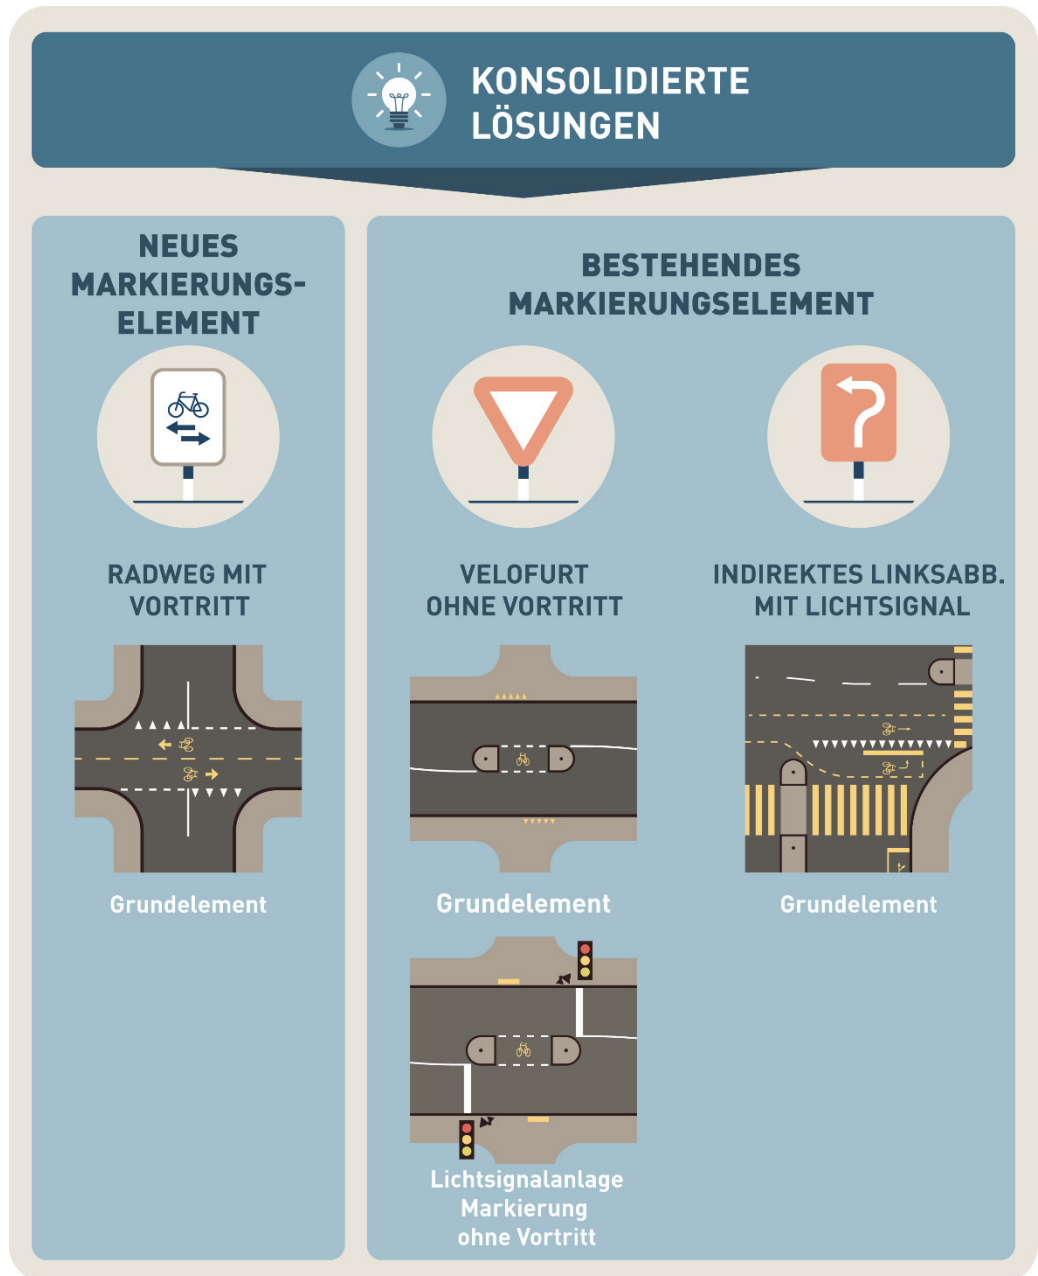 KONSOLIDIERTE
LÖSUNGEN
NEUES
MARKIERUNGS-
ELEMENT
RADWEG MIT
VORTRITT
Grundelement
BESTEHENDES
MARKIERUNGSELEMENT
VELOFURT
OHNE VORTRITT
Grundelement
Lichtsignalanlage
Markierung
ohne Vortritt
INDIREKTES LINKSABB.
MIT LICHTSIGNAL
Grundelement